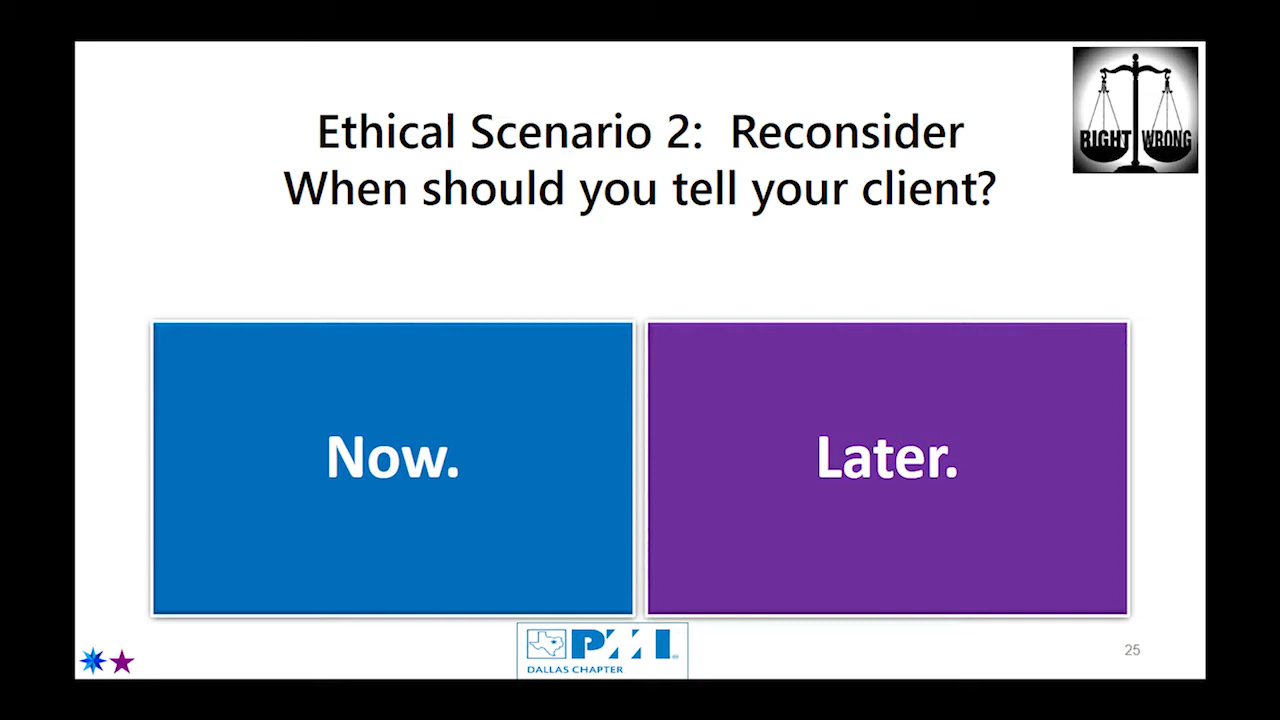 Ethical Scenario 2: Reconsider
When should you tell your client?
RIGHT WRONG
Now.
Later.
PMI
DALLAS CHAPTER
25